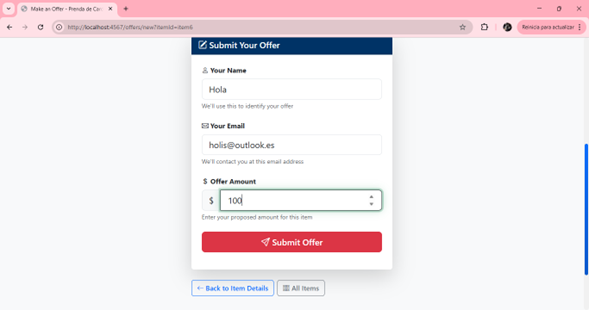 Make an Offer - Prenda de Co
http://localhost:4567/offers/new?itemId=item6
Reinicia para actualizar
Submit Your Offer
Your Name
Hola
We'll use this to identify your offer
Your Email
holis@outlook.es
We'll contact you at this email address
$ Offer Amount
$ 100
Enter your proposed amount for this item
Submit Offer
← Back to Item Details
All Items